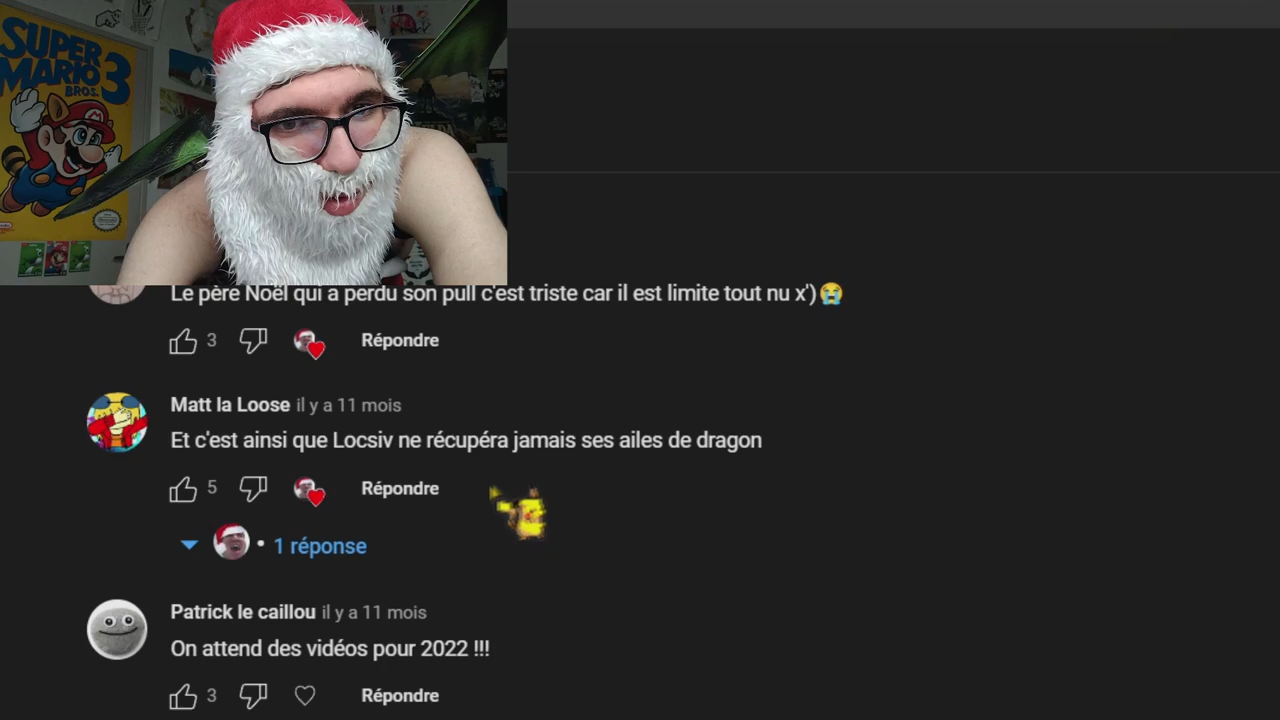 SUPER
MARIO 3
BROS.
Le père Noël qui a perdu son pull c'est triste car il est limite tout nu x')😭
3
Répondre
Matt la Loose il y a 11 mois
Et c'est ainsi que Locsiv ne récupéra jamais ses ailes de dragon
5
Répondre
• 1 réponse
Patrick le caillou il y a 11 mois
On attend des vidéos pour 2022 !!!
3
Répondre